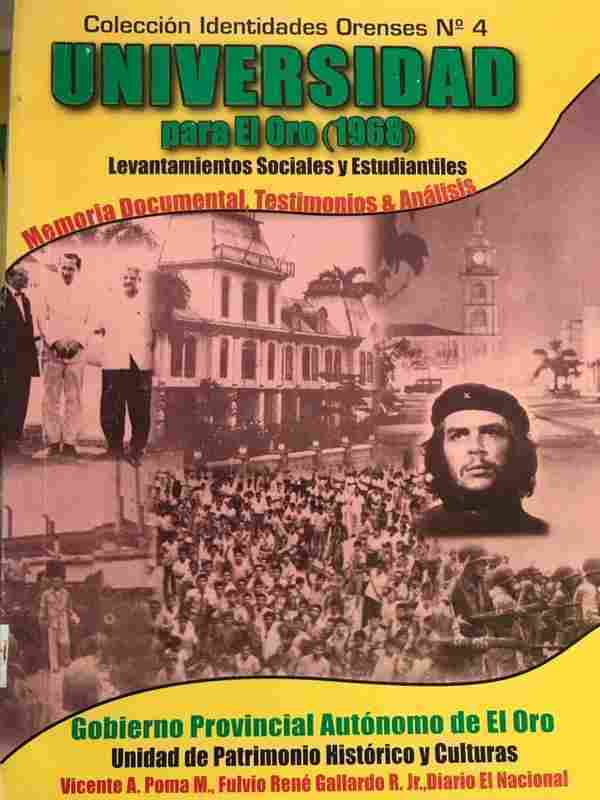 Colección Identidades Orenses Nº 4
UNIVERSIDAD
para El Oro (1968)
Levantamientos Sociales y Estudiantiles
Memoria Documental, Testimonios & Análisis
Gobierno Provincial Autónomo de El Oro
Unidad de Patrimonio Histórico y Culturas
Vicente A. Poma M., Fulvio René Gallardo R. Jr.,Diario El Nacional